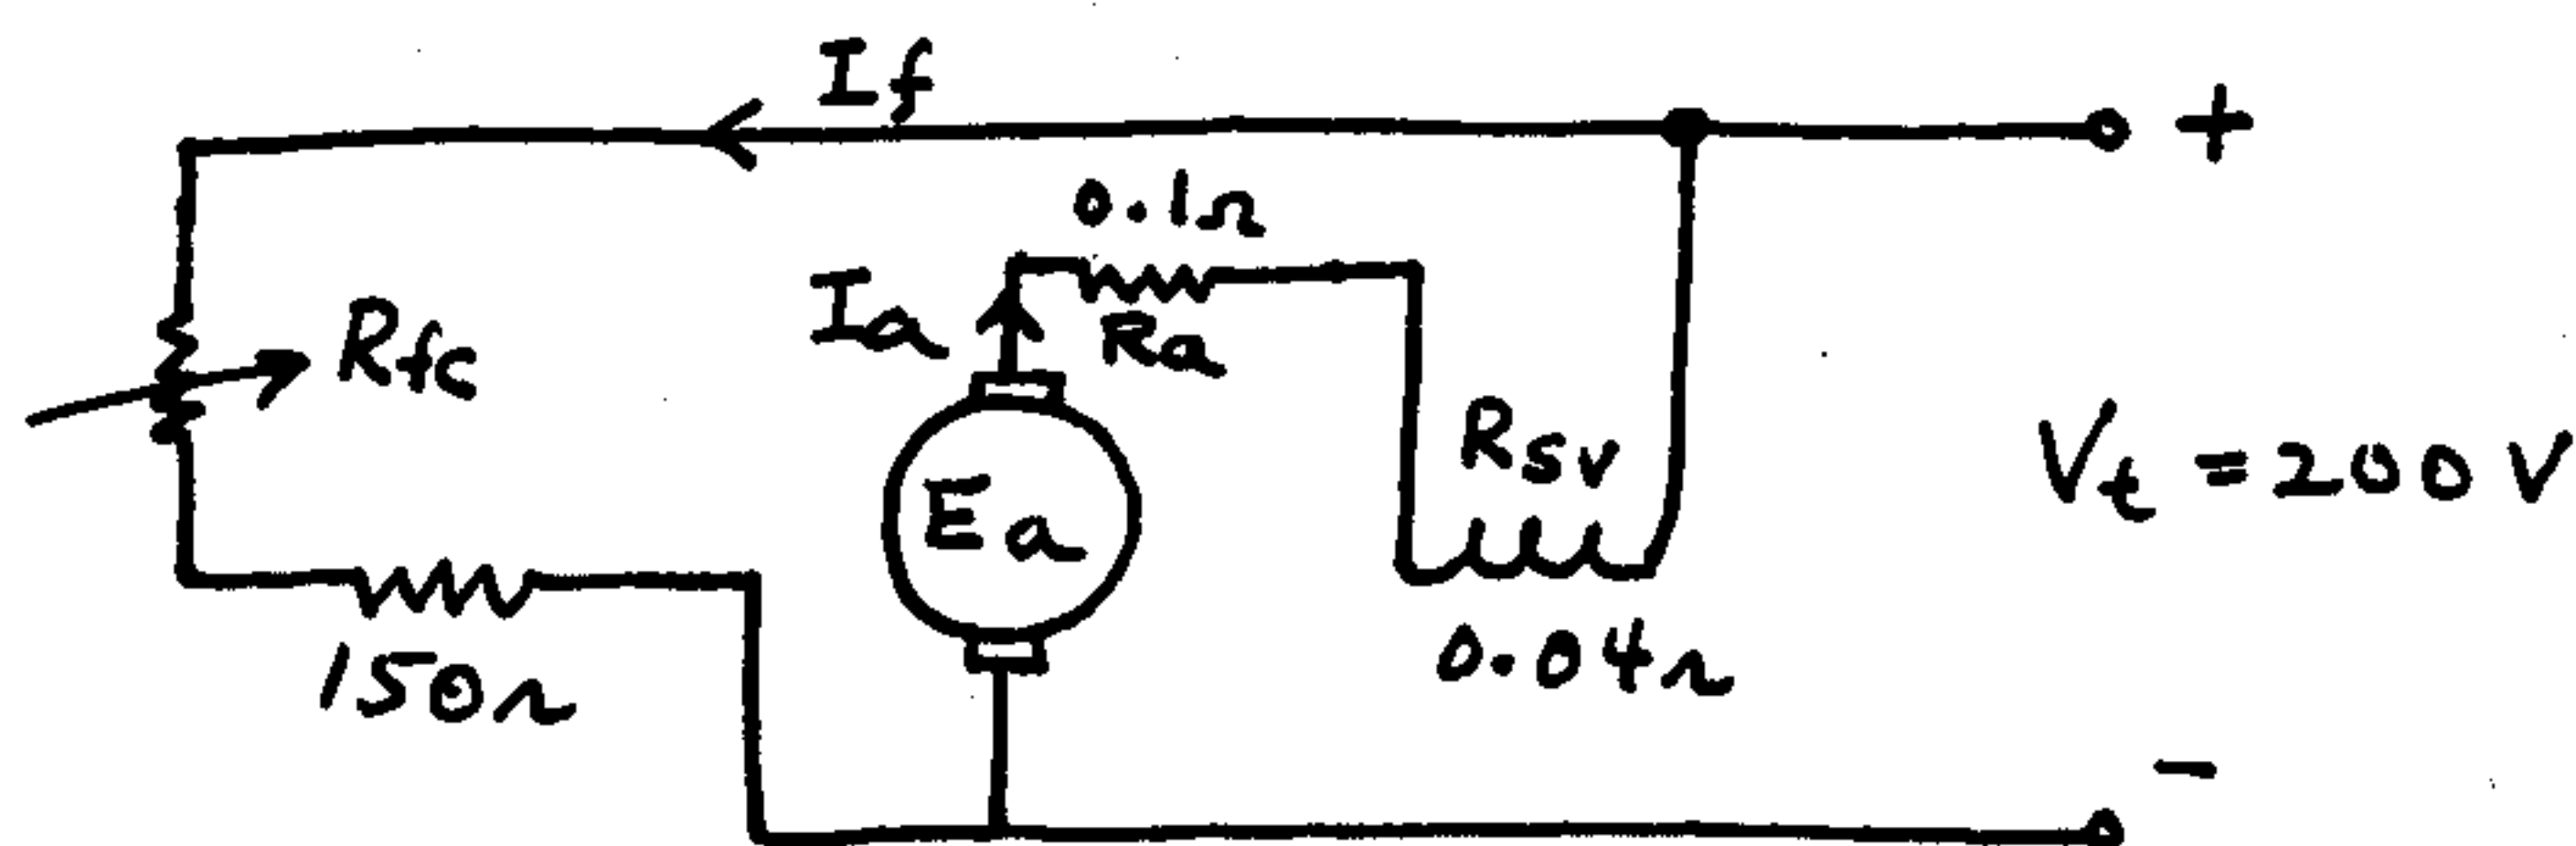 If
+
0.1Ω
Ia
Ra
Rfc
Rsv
Ea
Vt = 200 V
0.04Ω
150Ω
-